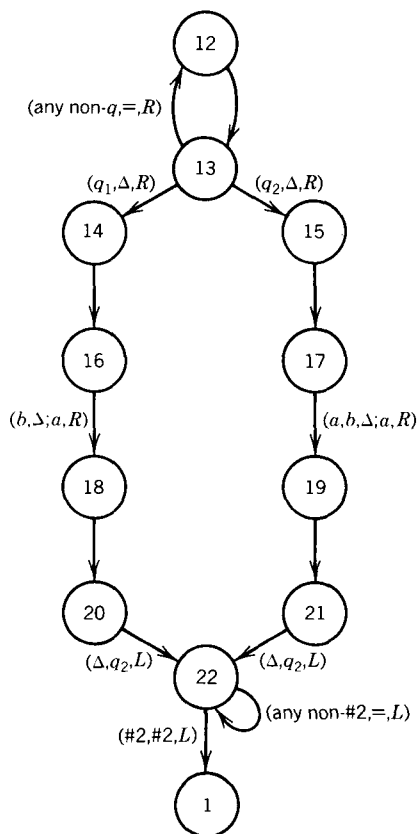 12
(any non-q,=,R)
13
(q₁,Δ,R) (q₂,Δ,R)
14 15
16 17
(b,Δ;a,R) (a,b,Δ;a,R)
18 19
20 21
(Δ,q₂,L) (Δ,q₂,L)
22
(any non-#2,=,L)
(#2,#2,L)
1